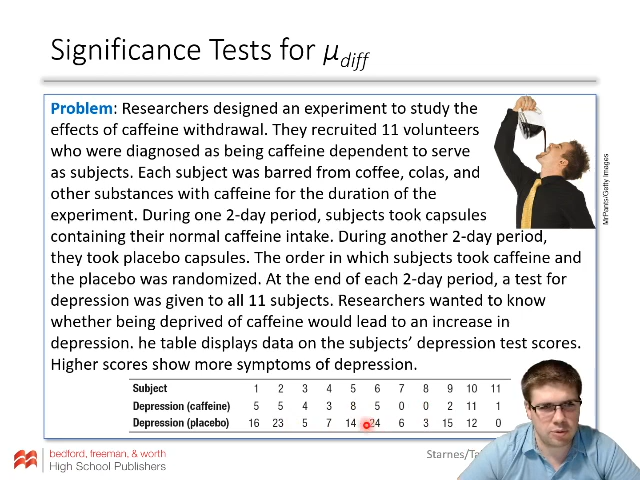 Significance Tests for μdiff
Problem: Researchers designed an experiment to study the
effects of caffeine withdrawal. They recruited 11 volunteers
who were diagnosed as being caffeine dependent to serve
as subjects. Each subject was barred from coffee, colas, and
other substances with caffeine for the duration of the
experiment. During one 2-day period, subjects took capsules
containing their normal caffeine intake. During another 2-day period,
they took placebo capsules. The order in which subjects took caffeine and
the placebo was randomized. At the end of each 2-day period, a test for
depression was given to all 11 subjects. Researchers wanted to know
whether being deprived of caffeine would lead to an increase in
depression. he table displays data on the subjects' depression test scores.
Higher scores show more symptoms of depression.
MrPants/Getty images
Subject 1 2 3 4 5 6 7 8 9 10 11
Depression (caffeine) 5 5 4 3 8 5 0 0 2 11 1
Depression (placebo) 16 23 5 7 14 24 6 3 15 12 0
bedford, freeman, & worth
High School Publishers
Starnes/Ta